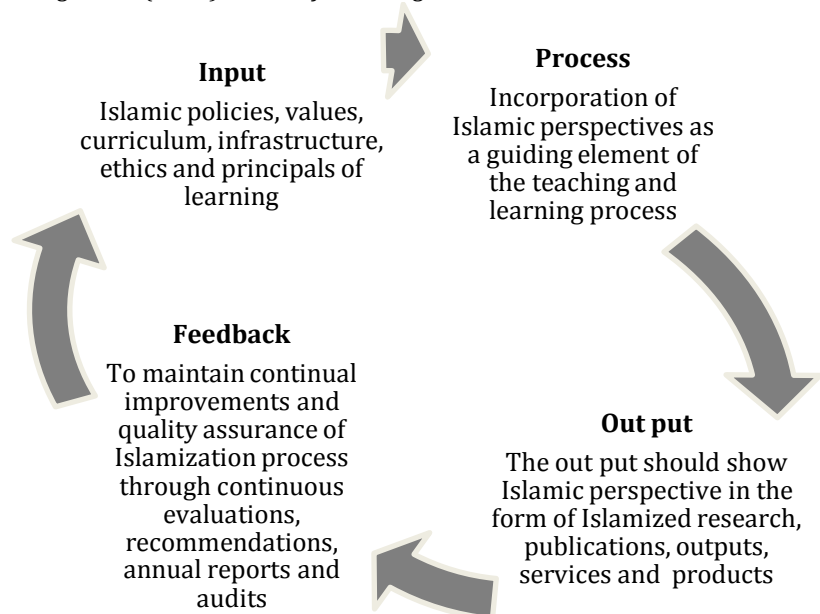 Input
Islamic policies, values,
curriculum, infrastructure,
ethics and principals of
learning
Process
Incorporation of
Islamic perspectives as
a guiding element of
the teaching and
learning process
Out put
The out put should show
Islamic perspective in the
form of Islamized research,
publications, outputs,
services and products
Feedback
To maintain continual
improvements and
quality assurance of
Islamization process
through continuous
evaluations,
recommendations,
annual reports and
audits